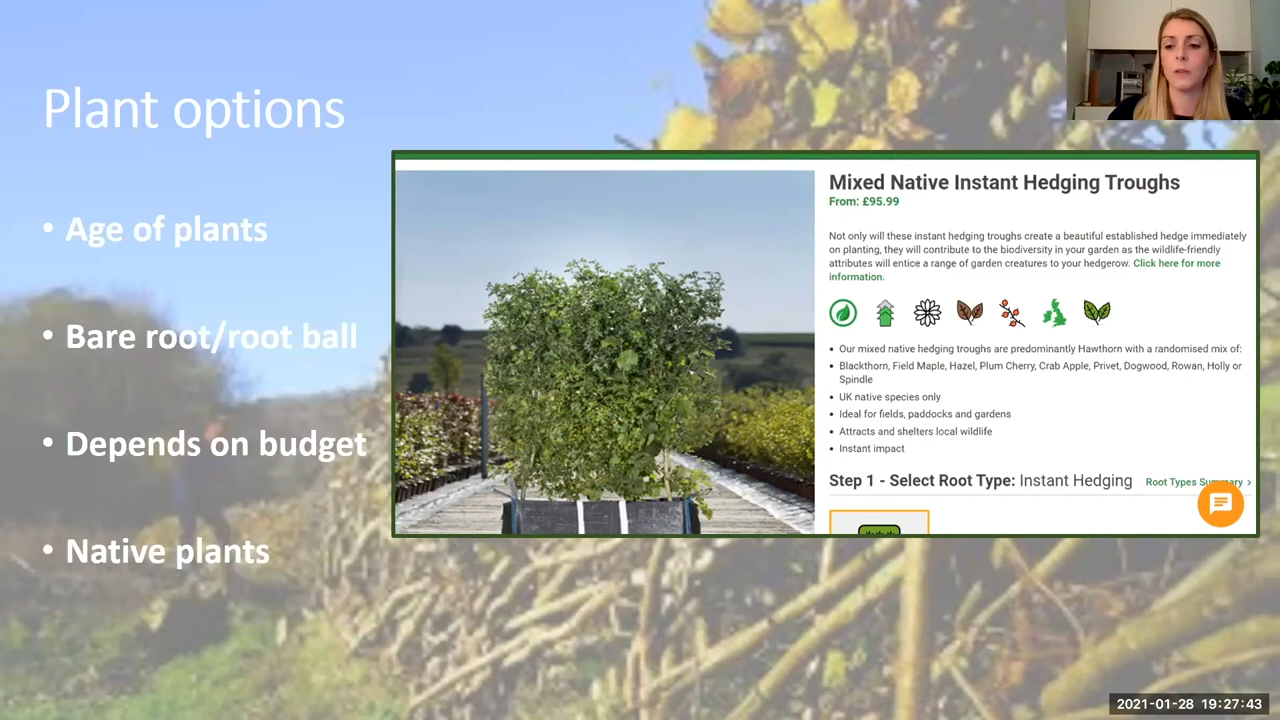 Plant options
• Age of plants
• Bare root/root ball
• Depends on budget
• Native plants
Mixed Native Instant Hedging Troughs
From: £95.99
Not only will these instant hedging troughs create a beautiful established hedge immediately
on planting, they will contribute to the biodiversity in your garden as the wildlife-friendly
attributes will entice a range of garden creatures to your hedgerow. Click here for more
information.
• Our mixed native hedging troughs are predominantly Hawthorn with a randomised mix of:
• Blackthorn, Field Maple, Hazel, Plum Cherry, Crab Apple, Privet, Dogwood, Rowan, Holly or
Spindle
• UK native species only
• Ideal for fields, paddocks and gardens
• Attracts and shelters local wildlife
• Instant impact
Step 1 - Select Root Type: Instant Hedging
Root Types Summary >
2021-01-28 19:27:43